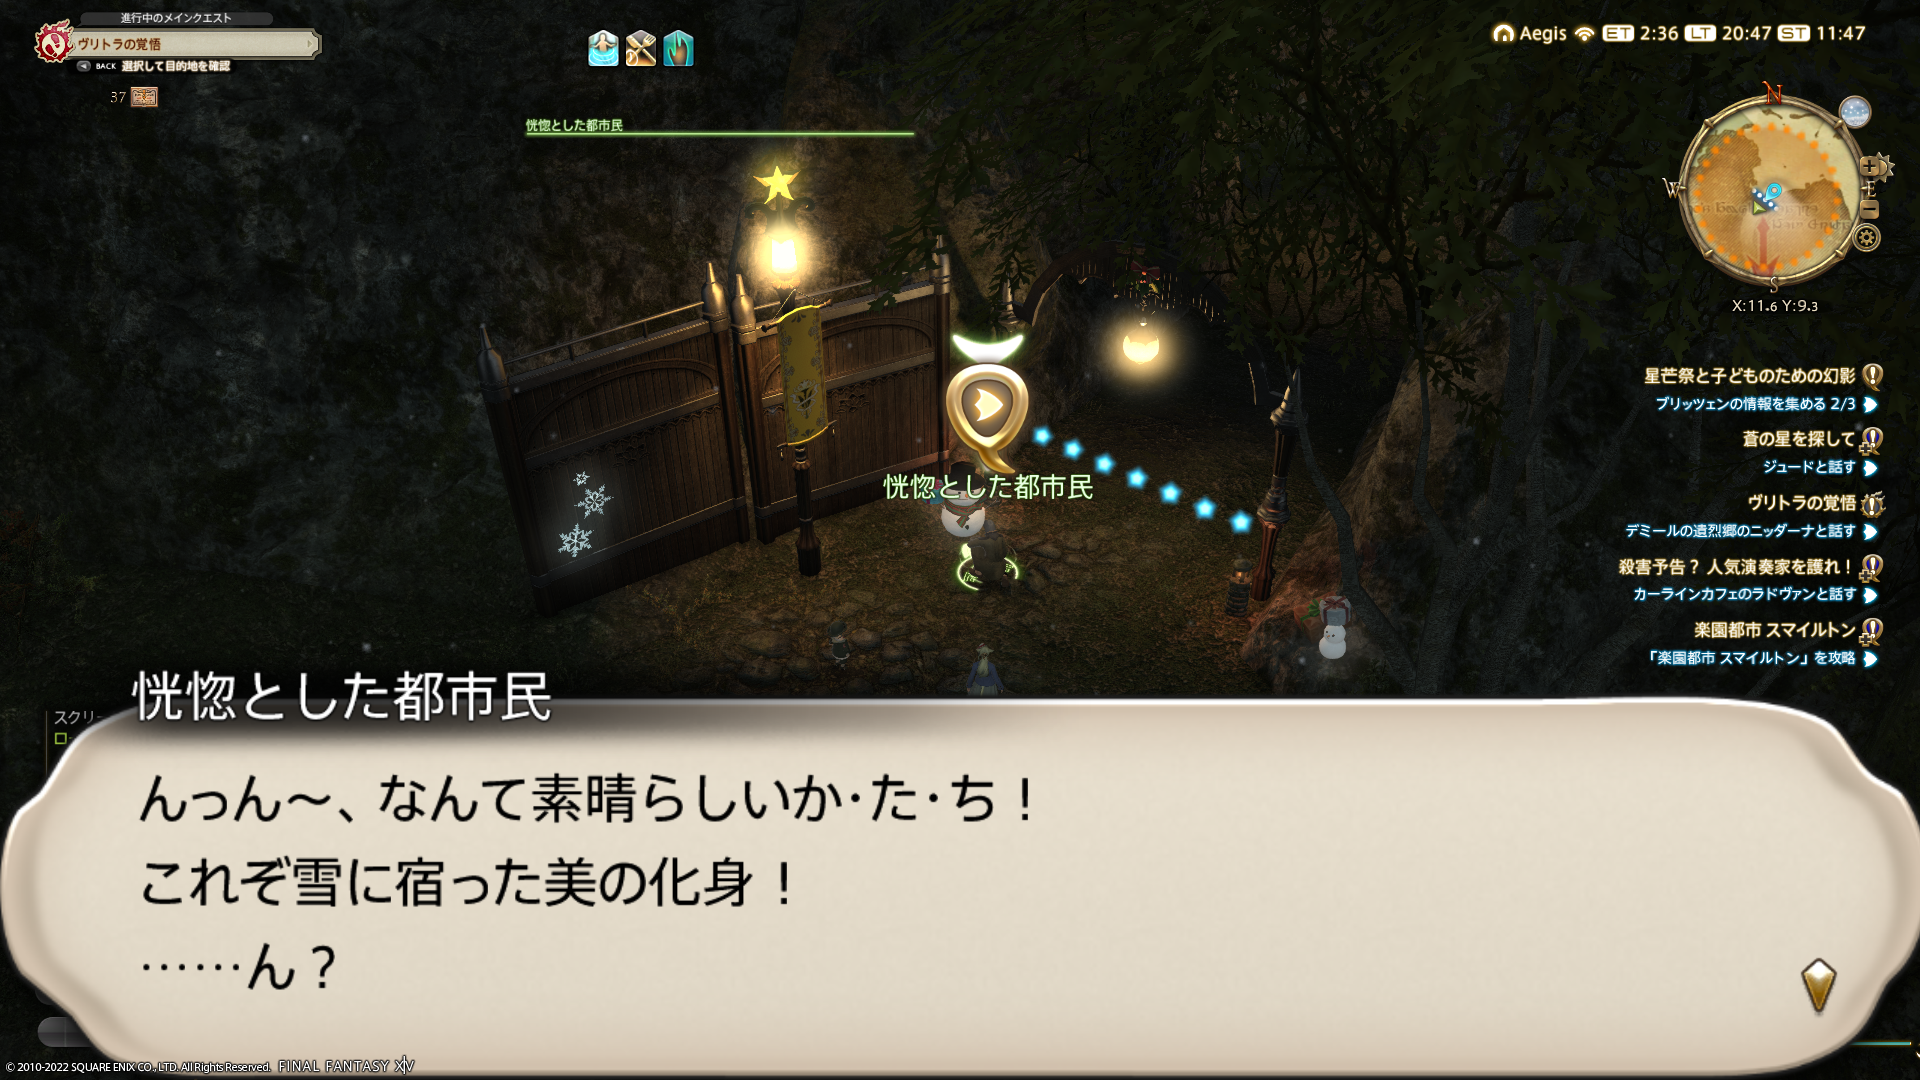 進行中のメインクエスト
ヴリトラの覚悟
BACK 選択して目的地を確認
37
恍惚とした都市民
Aegis ET 2:36 LT 20:47 ST 11:47
N
W
E
S
X:11.6 Y:9.3
星芒祭と子どものための幻影
ブリッツェンの情報を集める 2/3
蒼の星を探して
ジュードと話す
ヴリトラの覚悟
デミールの遺烈郷のニッダーナと話す
殺害予告？ 人気演奏家を護れ！
カーラインカフェのラドヴァンと話す
楽園都市 スマイルトン
「楽園都市 スマイルトン」を攻略
恍惚とした都市民
スクリー
恍惚とした都市民
んっん～、なんて素晴らしいか・た・ち！
これぞ雪に宿った美の化身！
……ん？
© 2010-2022 SQUARE ENIX CO., LTD. All Rights Reserved. FINAL FANTASY XIV